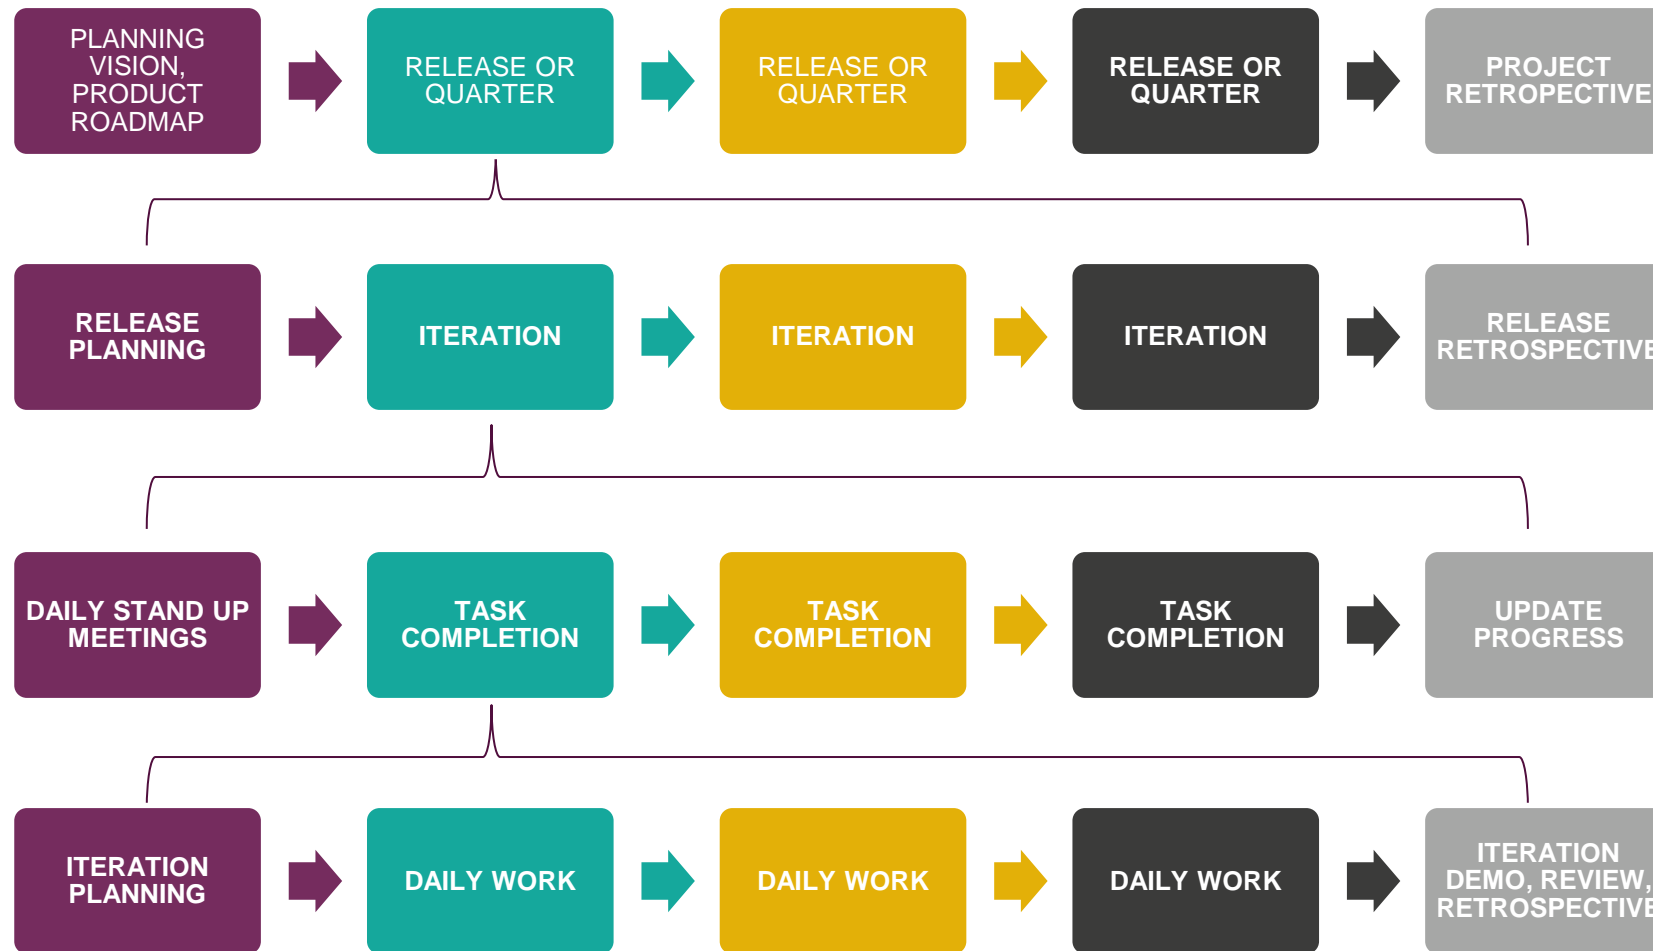 PLANNING
VISION,
PRODUCT
ROADMAP
RELEASE OR
QUARTER
RELEASE OR
QUARTER
RELEASE OR
QUARTER
PROJECT
RETROPECTIVE
RELEASE
PLANNING
ITERATION
ITERATION
ITERATION
RELEASE
RETROSPECTIVE
DAILY STAND UP
MEETINGS
TASK
COMPLETION
TASK
COMPLETION
TASK
COMPLETION
UPDATE
PROGRESS
ITERATION
PLANNING
DAILY WORK
DAILY WORK
DAILY WORK
ITERATION
DEMO, REVIEW,
RETROSPECTIVE